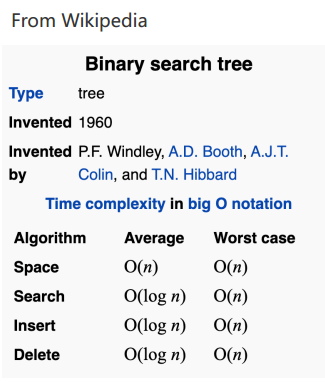 From Wikipedia
Binary search tree
Type tree
Invented 1960
Invented P.F. Windley, A.D. Booth, A.J.T.
by Colin, and T.N. Hibbard
Time complexity in big O notation
Algorithm Average Worst case
Space O(n) O(n)
Search O(log n) O(n)
Insert O(log n) O(n)
Delete O(log n) O(n)